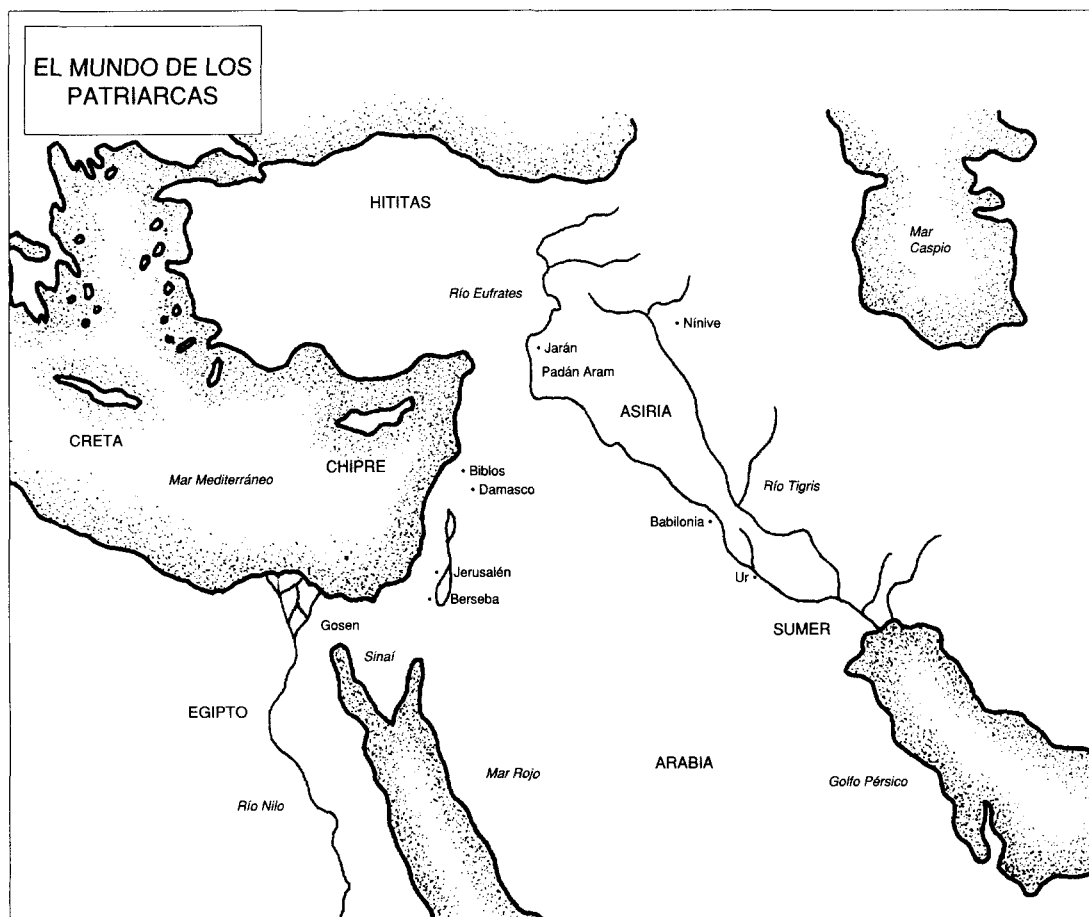 EL MUNDO DE LOS
PATRIARCAS
HITITAS
Mar
Caspio
Río Eufrates
Nínive
Jarán
Padán Aram
ASIRIA
CRETA
CHIPRE
Mar Mediterráneo
Biblos
Damasco
Río Tigris
Babilonia
Jerusalén
Ur
Berseba
Gosen
SUMER
Sinaí
EGIPTO
ARABIA
Mar Rojo
Golfo Pérsico
Río Nilo